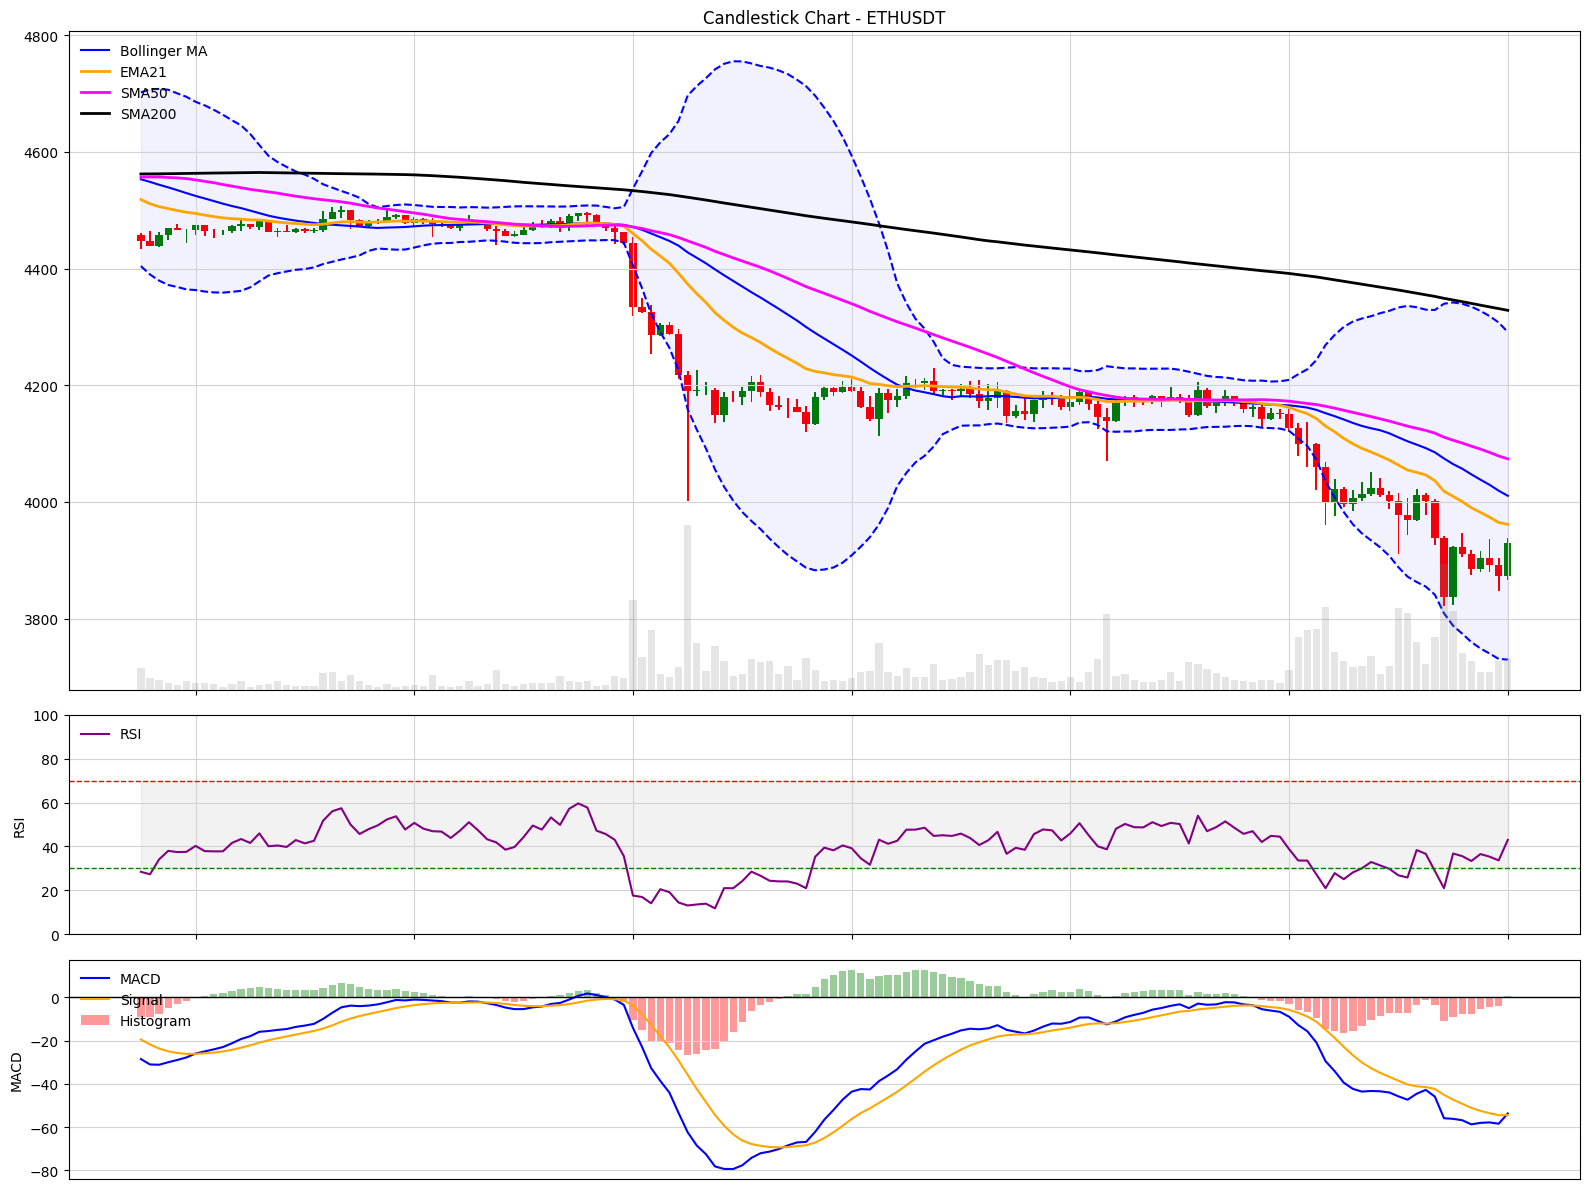 Candlestick Chart - ETHUSDT
4800
4600
4400
4200
4000
3800
Bollinger MA
EMA21
SMA50
SMA200
100
80
60
40
20
0
RSI
RSI
0
−20
−40
−60
−80
MACD
MACD
Signal
Histogram